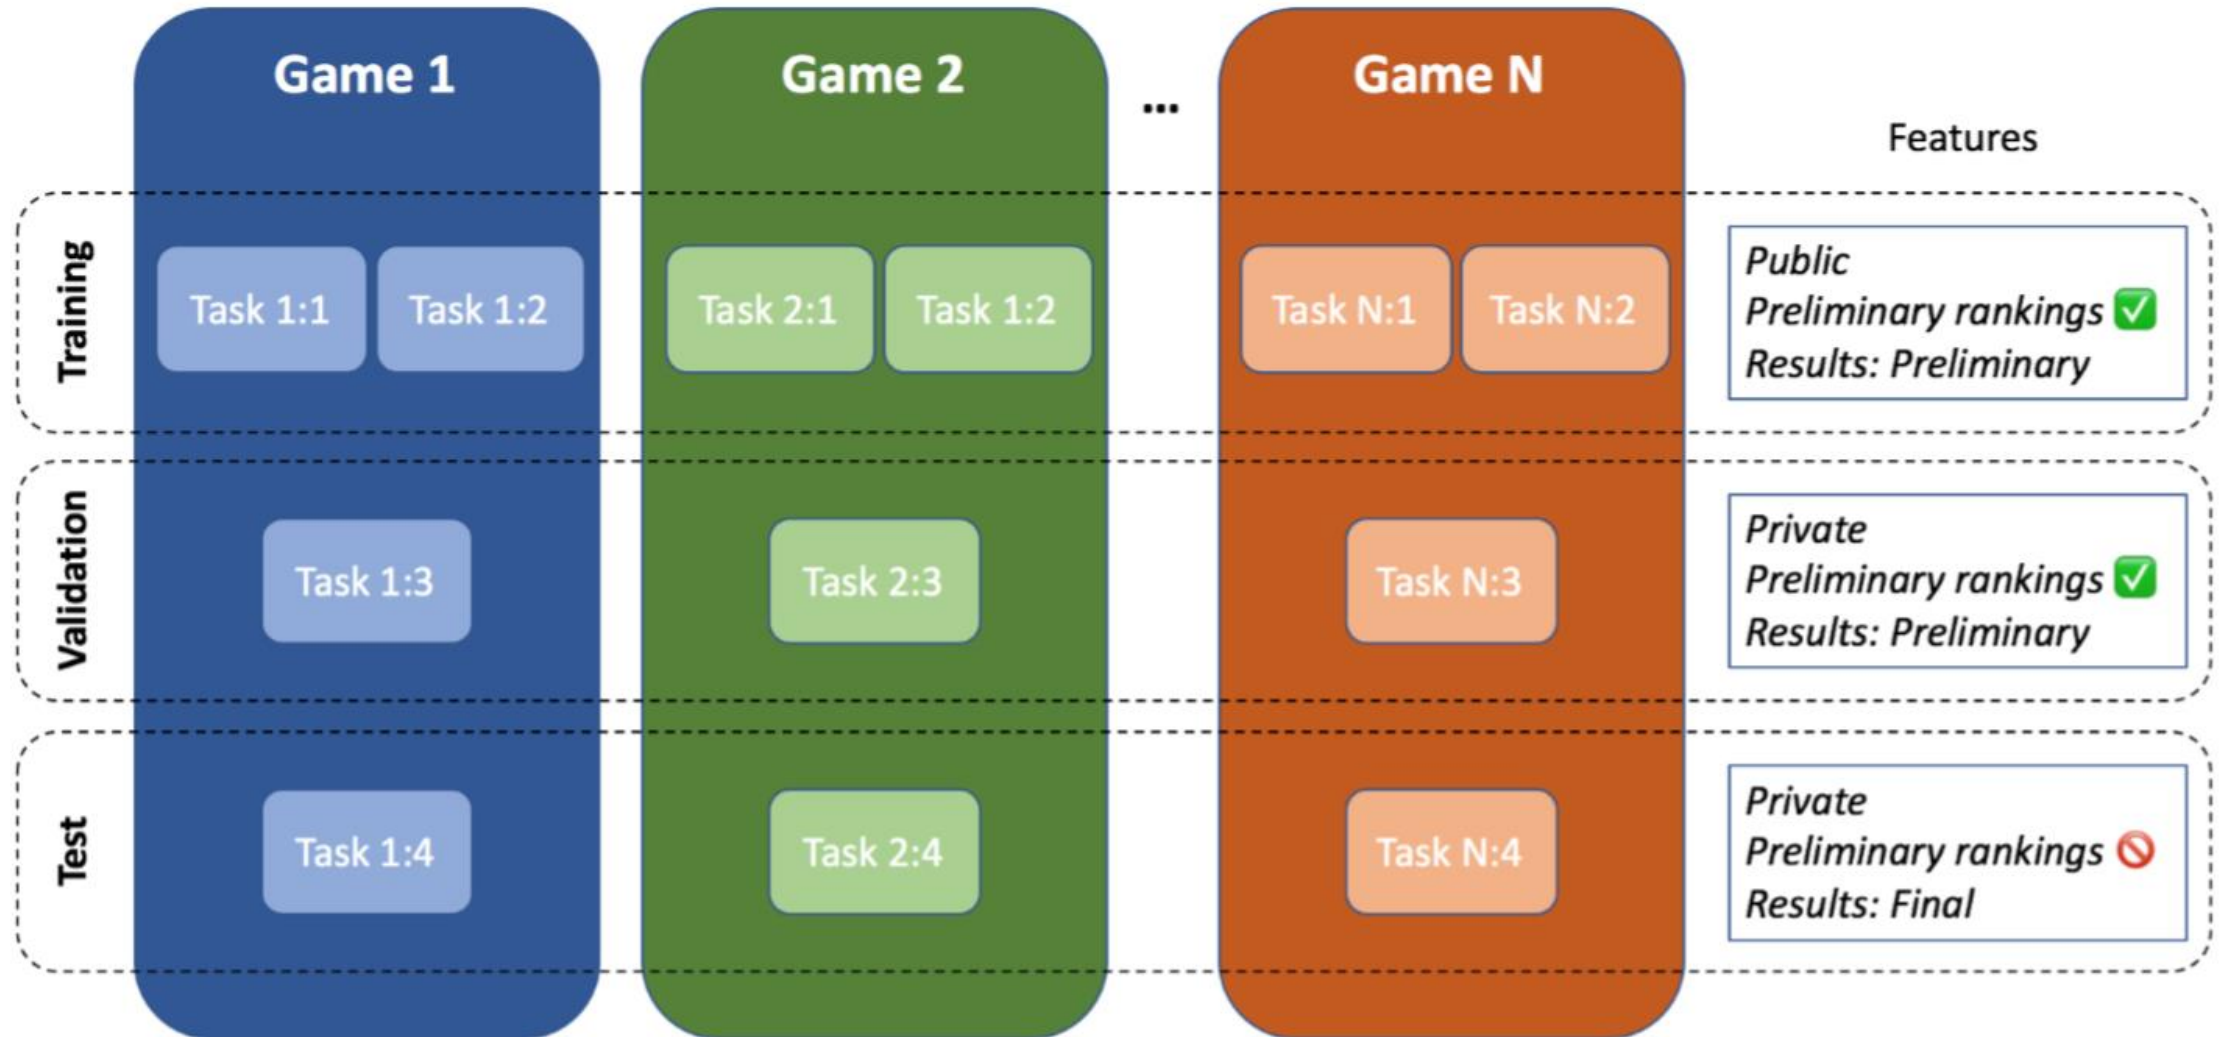 Game 1
Game 2
...
Game N
Features
Training
Task 1:1
Task 1:2
Task 2:1
Task 1:2
Task N:1
Task N:2
Public
Preliminary rankings ✅
Results: Preliminary
Validation
Task 1:3
Task 2:3
Task N:3
Private
Preliminary rankings ✅
Results: Preliminary
Test
Task 1:4
Task 2:4
Task N:4
Private
Preliminary rankings 🚫
Results: Final